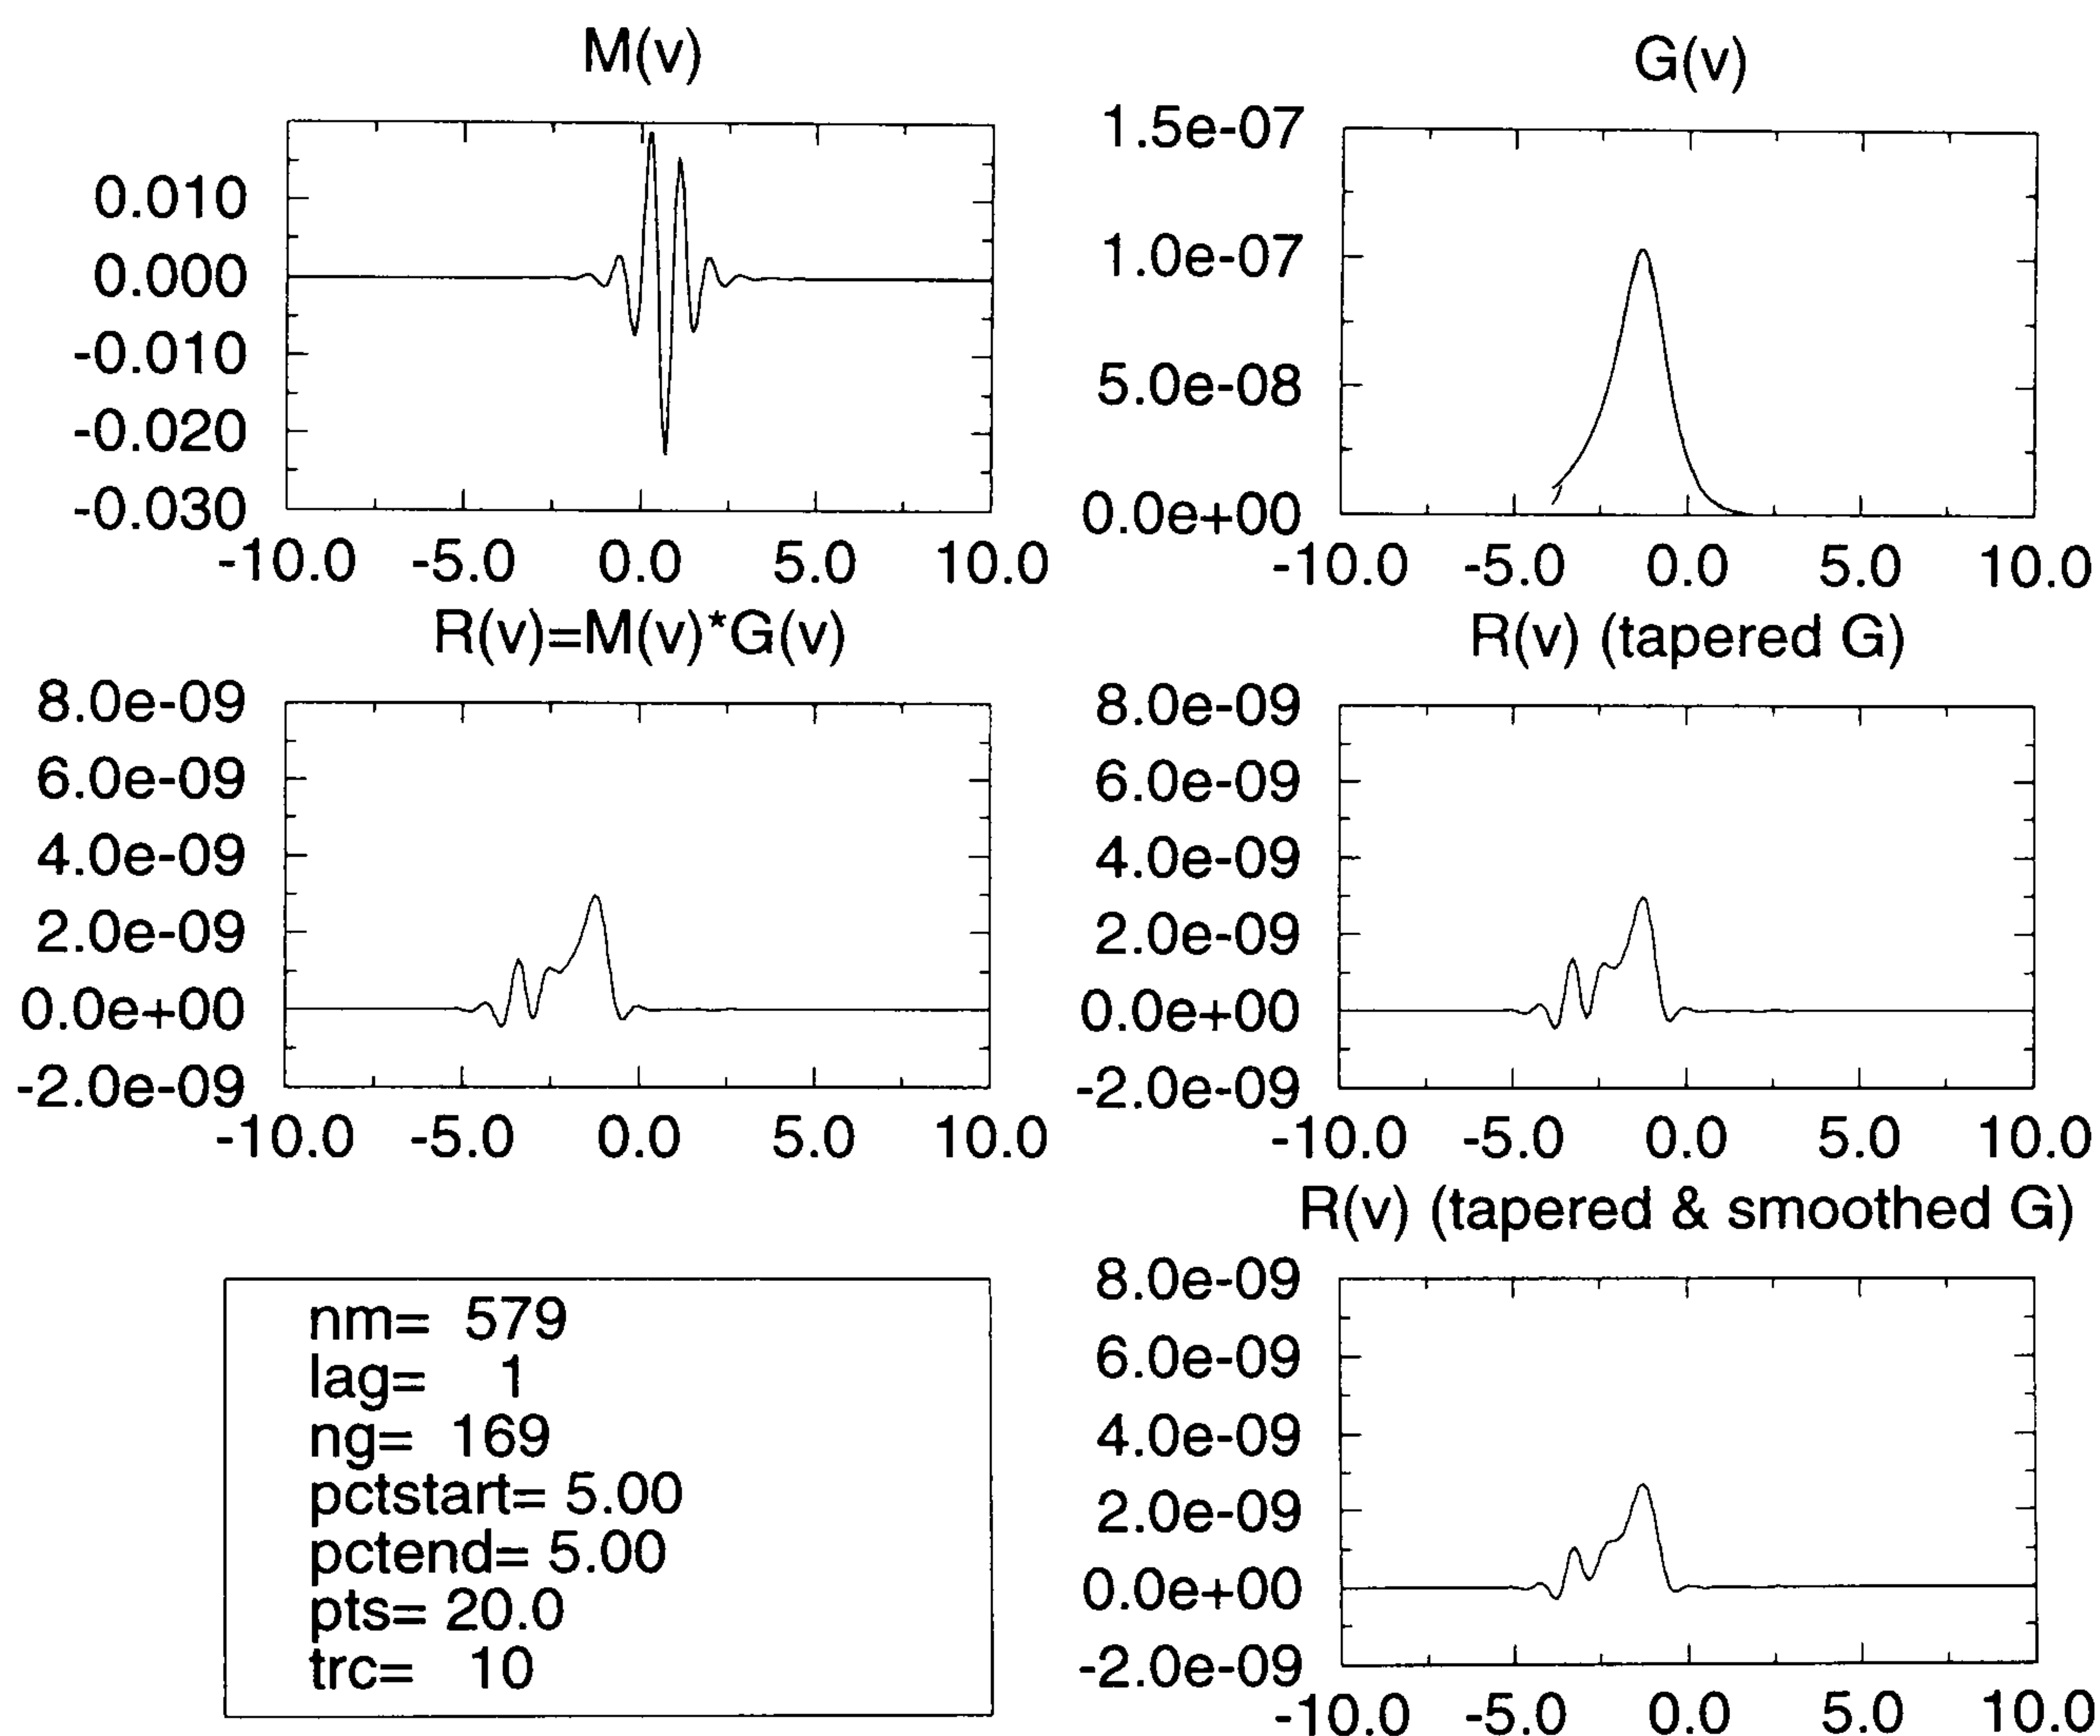 M(v)
0.010
0.000
-0.010
-0.020
-0.030
-10.0 -5.0 0.0 5.0 10.0
G(v)
1.5e-07
1.0e-07
5.0e-08
0.0e+00
-10.0 -5.0 0.0 5.0 10.0
R(v)=M(v)*G(v)
8.0e-09
6.0e-09
4.0e-09
2.0e-09
0.0e+00
-2.0e-09
-10.0 -5.0 0.0 5.0 10.0
R(v) (tapered G)
8.0e-09
6.0e-09
4.0e-09
2.0e-09
0.0e+00
-2.0e-09
-10.0 -5.0 0.0 5.0 10.0
nm= 579
lag= 1
ng= 169
pctstart= 5.00
pctend= 5.00
pts= 20.0
trc= 10
R(v) (tapered & smoothed G)
8.0e-09
6.0e-09
4.0e-09
2.0e-09
0.0e+00
-2.0e-09
-10.0 -5.0 0.0 5.0 10.0